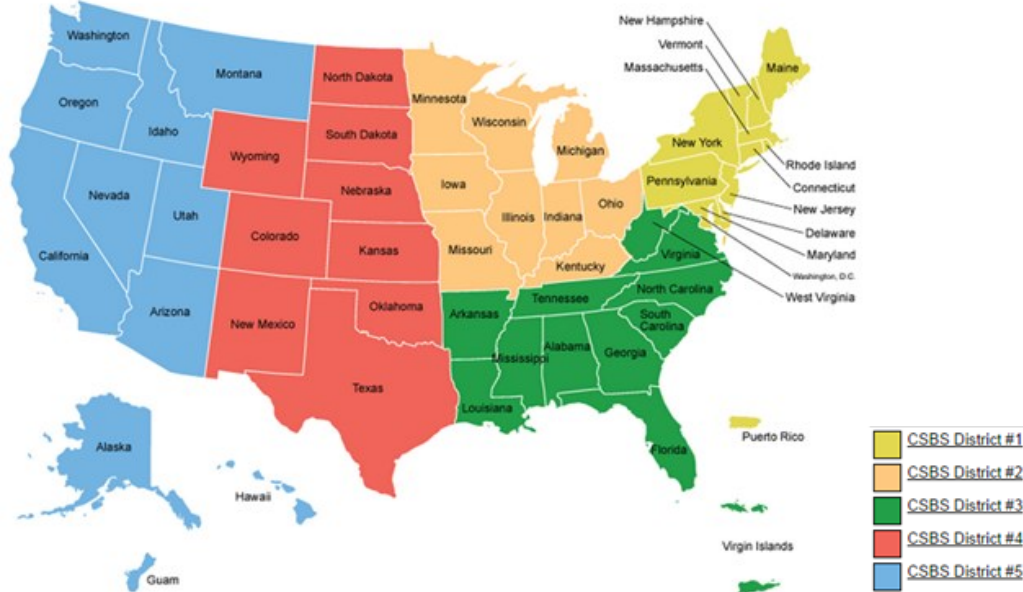 New Hampshire
Vermont
Massachusetts
Washington
Montana
North Dakota
Maine
Oregon
Minnesota
Idaho
South Dakota
Wisconsin
New York
Michigan
Wyoming
Rhode Island
Nebraska
Iowa
Pennsylvania
Connecticut
Nevada
Utah
Illinois
Indiana
Ohio
New Jersey
Colorado
Kansas
Missouri
Delaware
California
Kentucky
Virginia
Maryland
Washington, D.C.
Arizona
New Mexico
Oklahoma
Arkansas
Tennessee
North Carolina
West Virginia
South
Carolina
Texas
Mississippi
Alabama
Georgia
Louisiana
Florida
Puerto Rico
Alaska
Hawaii
Virgin Islands
Guam
CSBS District #1
CSBS District #2
CSBS District #3
CSBS District #4
CSBS District #5